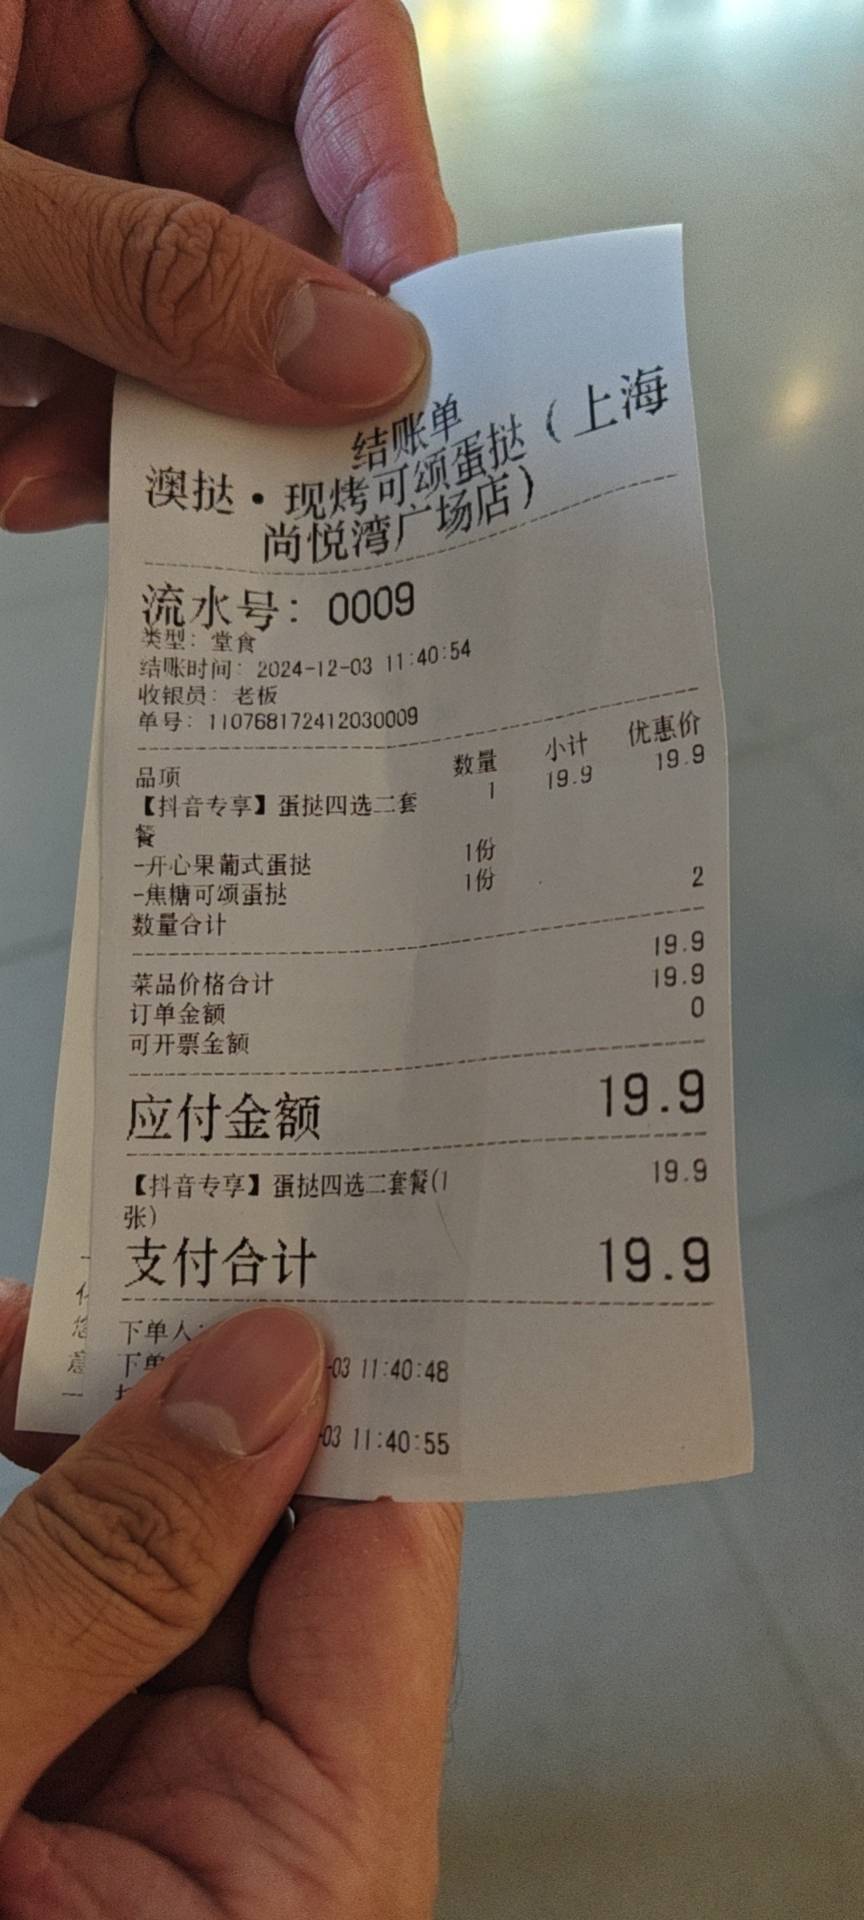 结账单
澳挞·现烤可颂蛋挞（上海
尚悦湾广场店）
流水号：0009
类型：堂食
结账时间：2024-12-03 11:40:54
收银员：老板
单号：110768172412030009
品项 数量 小计 优惠价
【抖音专享】蛋挞四选二套 1 19.9 19.9
餐
-开心果葡式蛋挞 1份
-焦糖可颂蛋挞 1份
数量合计 2
菜品价格合计 19.9
订单金额 19.9
可开票金额 0
应付金额 19.9
【抖音专享】蛋挞四选二套餐(1 19.9
张)
支付合计 19.9
下单人:
下单 -03 11:40:48
-03 11:40:55